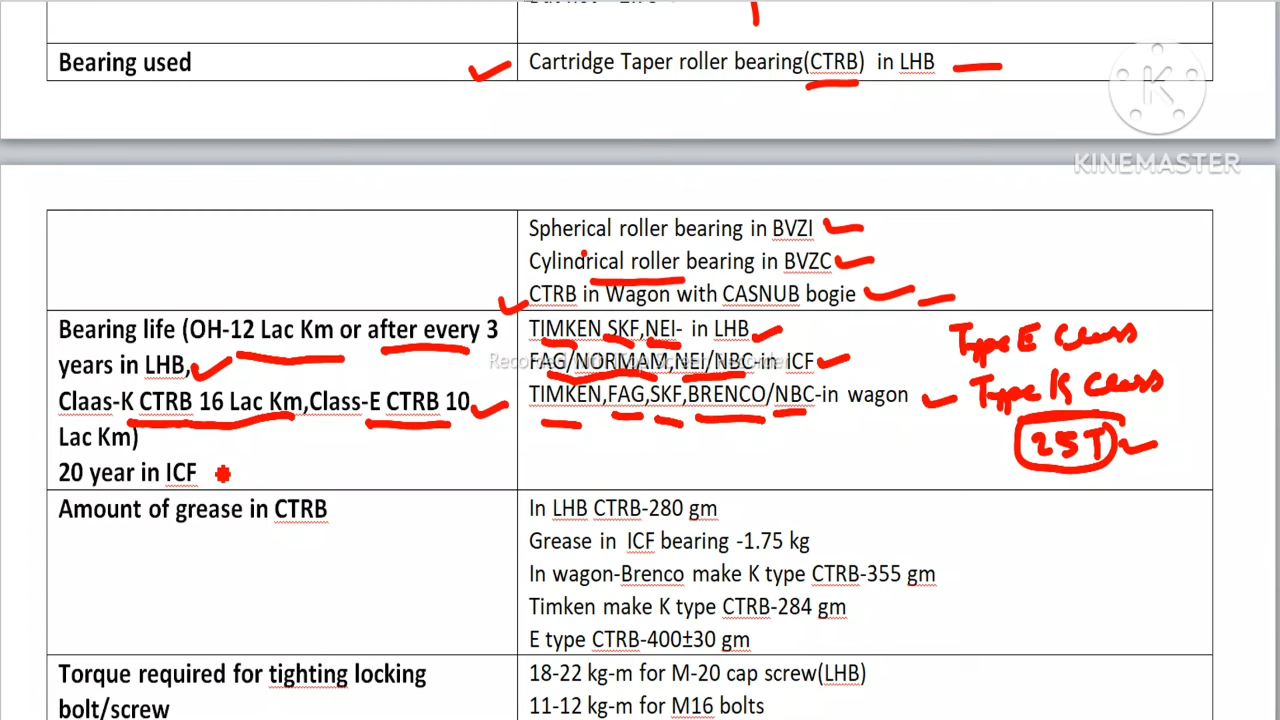 Bearing used
Cartridge Taper roller bearing(CTRB) in LHB
K
KINEMASTER
Spherical roller bearing in BVZI
Cylindrical roller bearing in BVZC
CTRB in Wagon with CASNUB bogie
Bearing life (OH-12 Lac Km or after every 3
years in LHB,
Claas-K CTRB 16 Lac Km,Class-E CTRB 10
Lac Km)
20 year in ICF
TIMKEN,SKF,NEI- in LHB
FAG/NORMAM,NEI/NBC-in ICF
TIMKEN,FAG,SKF,BRENCO/NBC-in wagon
Type E Class
Type K Class
25T
Amount of grease in CTRB
In LHB CTRB-280 gm
Grease in ICF bearing -1.75 kg
In wagon-Brenco make K type CTRB-355 gm
Timken make K type CTRB-284 gm
E type CTRB-400±30 gm
Torque required for tighting locking
bolt/screw
18-22 kg-m for M-20 cap screw(LHB)
11-12 kg-m for M16 bolts